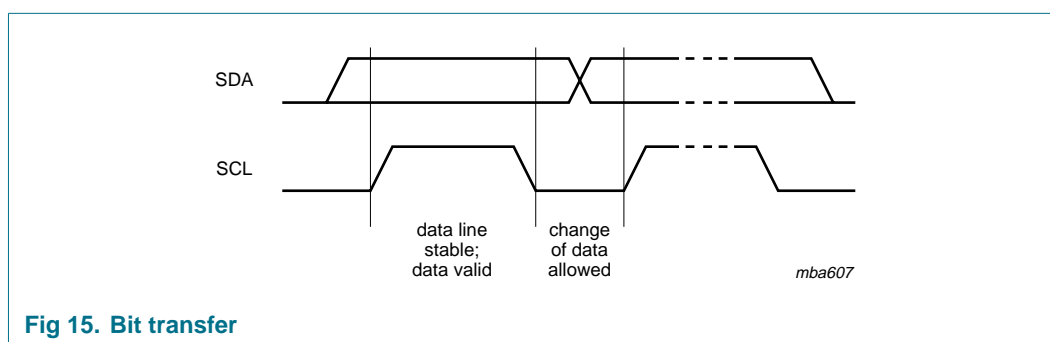 SDA
SCL
data line
stable;
data valid
change
of data
allowed
mba607
Fig 15. Bit transfer